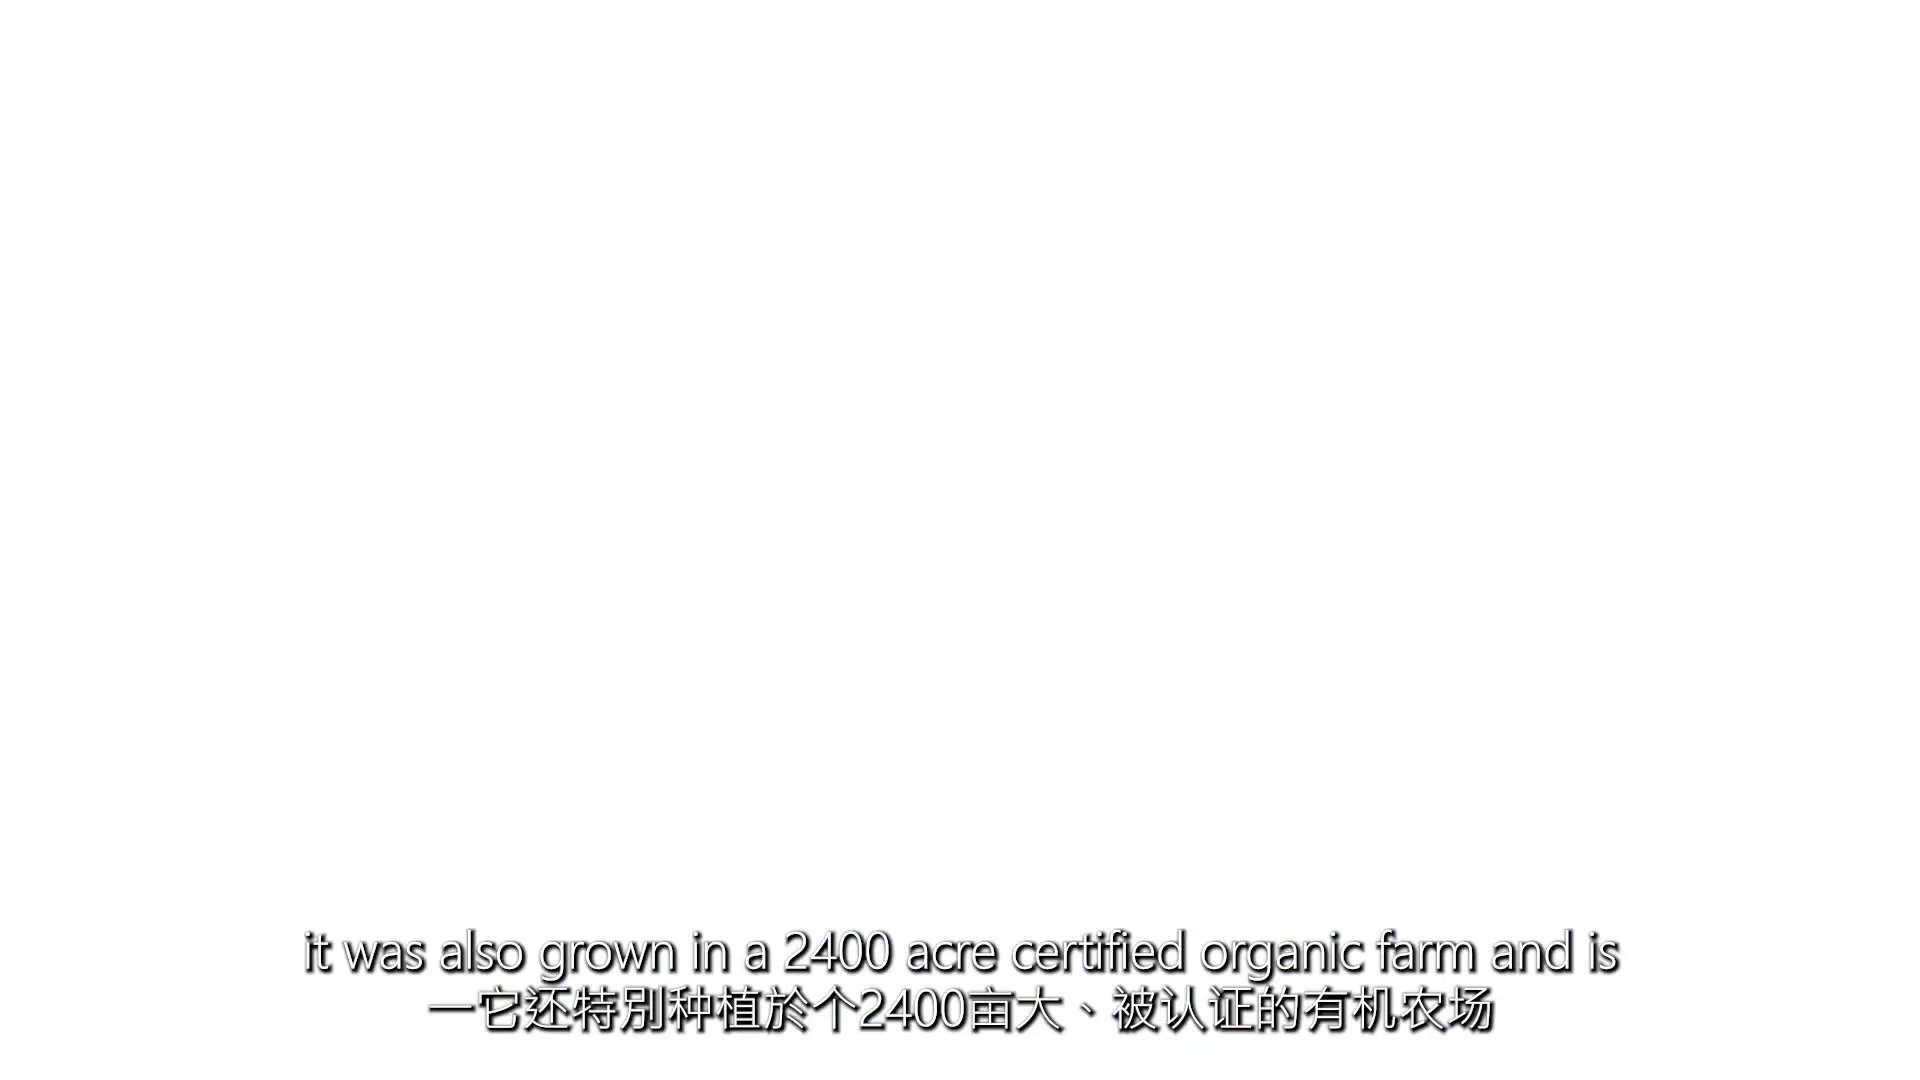 it was also grown in a 2400 acre certified organic farm and is
一它还特别种植於个2400亩大、被认证的有机农场